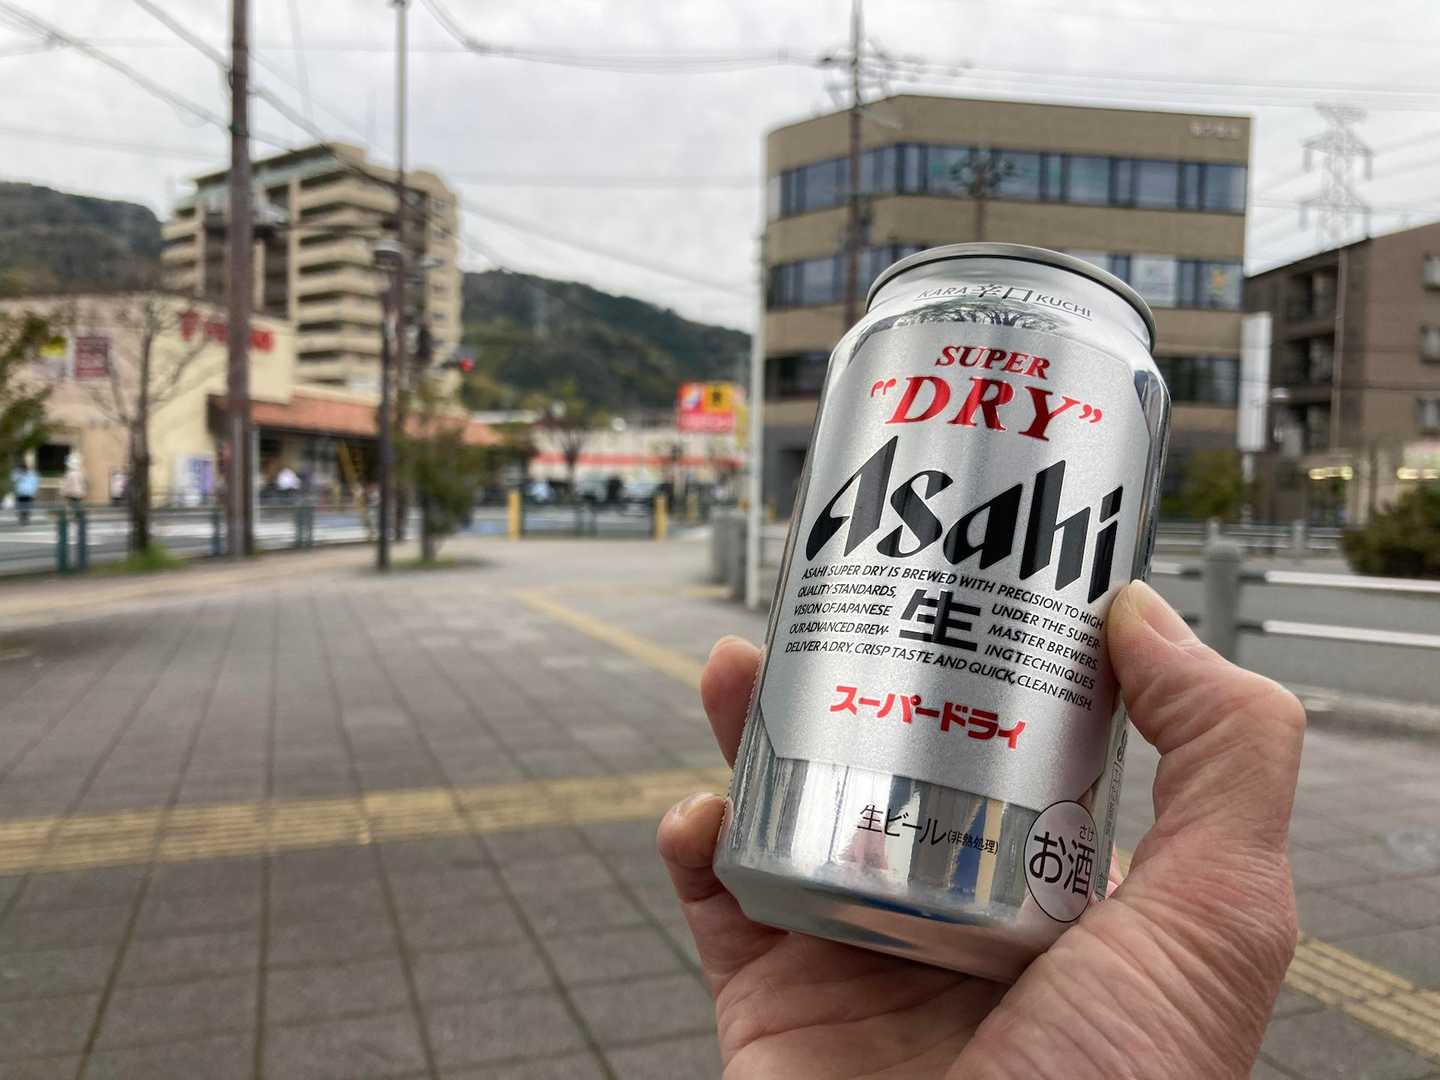 KARA 辛口 KUCHI
SUPER
"DRY"
Asahi
ASAHI SUPER DRY IS BREWED WITH PRECISION TO HIGH
QUALITY STANDARDS, UNDER THE SUPER-
VISION OF JAPANESE 生 MASTER BREWERS.
OUR ADVANCED BREW- ING TECHNIQUES
DELIVER A DRY, CRISP TASTE AND QUICK, CLEAN FINISH.
スーパードライ
生ビール(非熱処理)
さけ
お酒